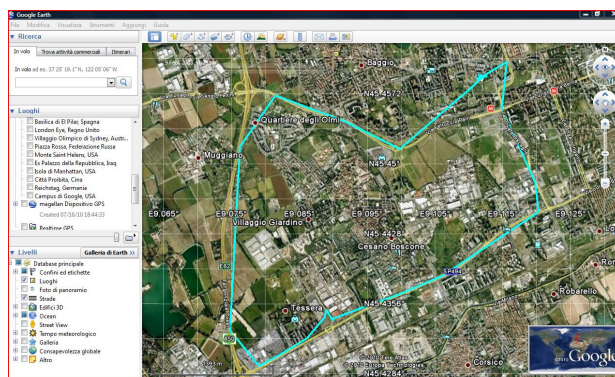 Google Earth
File Modifica Visualizza Strumenti Aggiungi Guida
Ricerca
In volo Trova attività commerciali Itinerari
In volo ad es. 37 25' 19.1" N, 122 05' 06" W
Luoghi
Basilica di El Pilar, Spagna
London Eye, Regno Unito
Villaggio Olimpico di Sydney, Austr...
Piazza Rossa, Federazione Russa
Monte Saint Helens, USA
Ex Palazzo della Repubblica, Iraq
Isola di Manhattan, USA
Città Proibita, Cina
Reichstag, Germania
Campus di Google, USA
magellan Dispositivo GPS
Created 07/16/10 18:44:33
Realtime GPS
Livelli Galleria di Earth >>
Database principale
Confini ed etichette
Luoghi
Foto di panoramio
Strade
Edifici 3D
Ocean
Street View
Tempo meteorologico
Galleria
Consapevolezza globale
Altro
Baggio
N45.4572°
Quartiere degli Olmi
Muggiano
N45.45°
E9.065° E9.075° E9.085° E9.095° E9.105° E9.115° E9.125°
Villaggio Giardino
N45.4428°
Cesano Boscone
E62
SP494
Robarello
Tessera
N45.4356°
A50
Corsico
N45.4284°
Google